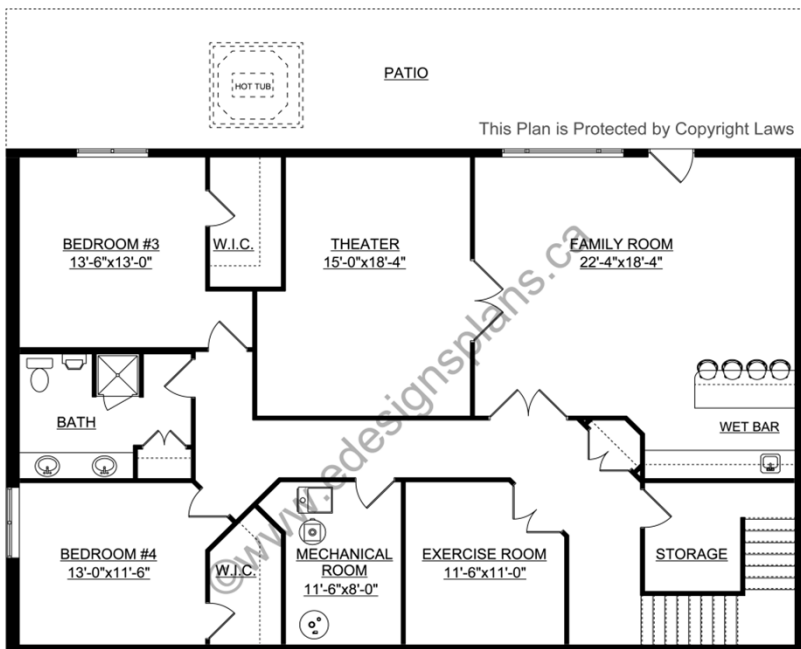 HOT TUB
PATIO
This Plan is Protected by Copyright Laws
BEDROOM #3
13'-6"x13'-0"
W.I.C.
THEATER
15'-0"x18'-4"
FAMILY ROOM
22'-4"x18'-4"
BATH
WET BAR
BEDROOM #4
13'-0"x11'-6"
W.I.C.
MECHANICAL
ROOM
11'-6"x8'-0"
EXERCISE ROOM
11'-6"x11'-0"
STORAGE
©www.edesignsplans.ca